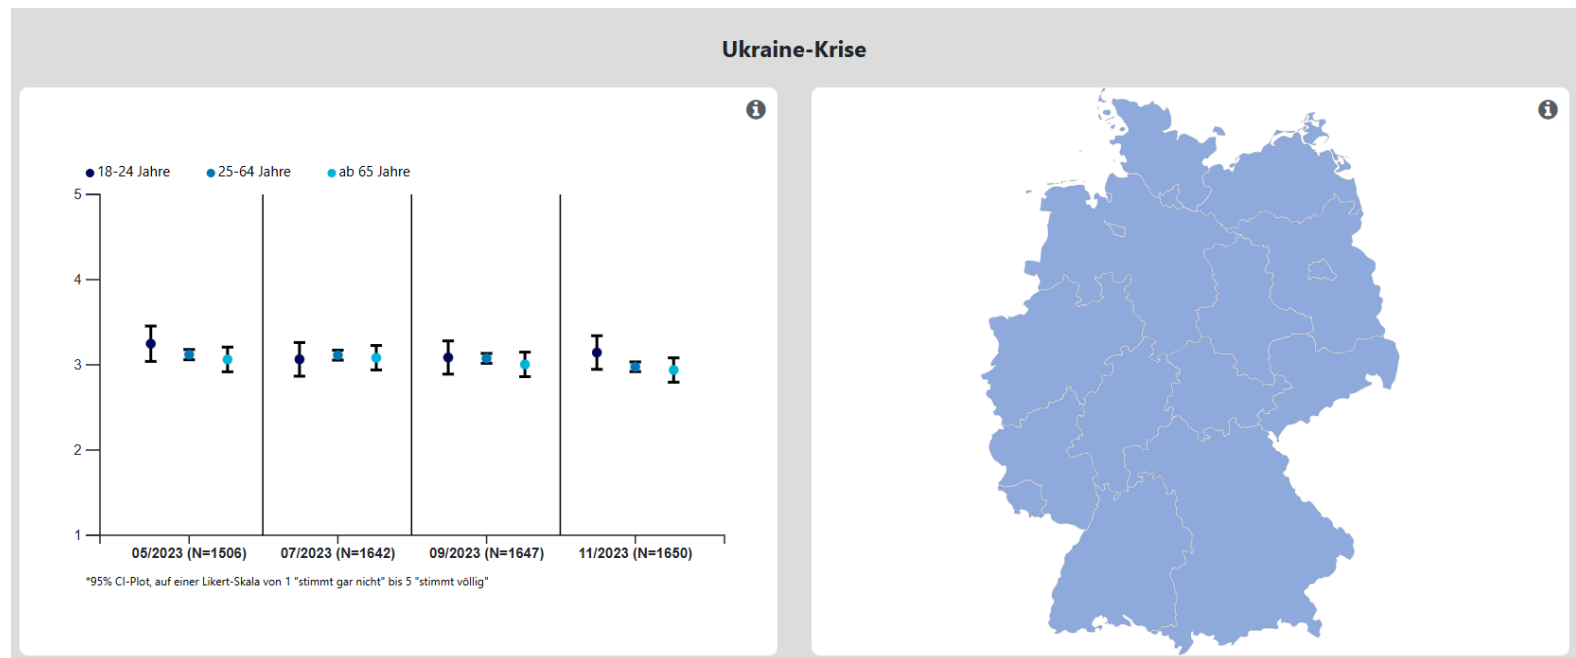 Ukraine-Krise
18-24 Jahre 25-64 Jahre ab 65 Jahre
5
4
3
2
1
05/2023 (N=1506) 07/2023 (N=1642) 09/2023 (N=1647) 11/2023 (N=1650)
*95% CI-Plot, auf einer Likert-Skala von 1 "stimmt gar nicht" bis 5 "stimmt völlig"